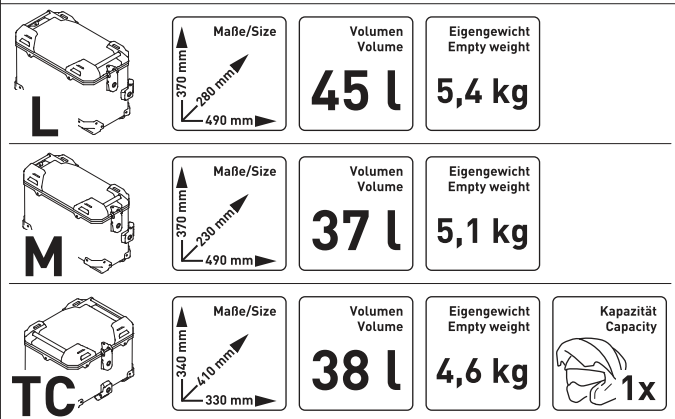 L
Maße/Size
370 mm
280 mm
490 mm
Volumen
Volume
45 l
Eigengewicht
Empty weight
5,4 kg
M
Maße/Size
370 mm
230 mm
490 mm
Volumen
Volume
37 l
Eigengewicht
Empty weight
5,1 kg
TC
Maße/Size
340 mm
410 mm
330 mm
Volumen
Volume
38 l
Eigengewicht
Empty weight
4,6 kg
Kapazität
Capacity
1x